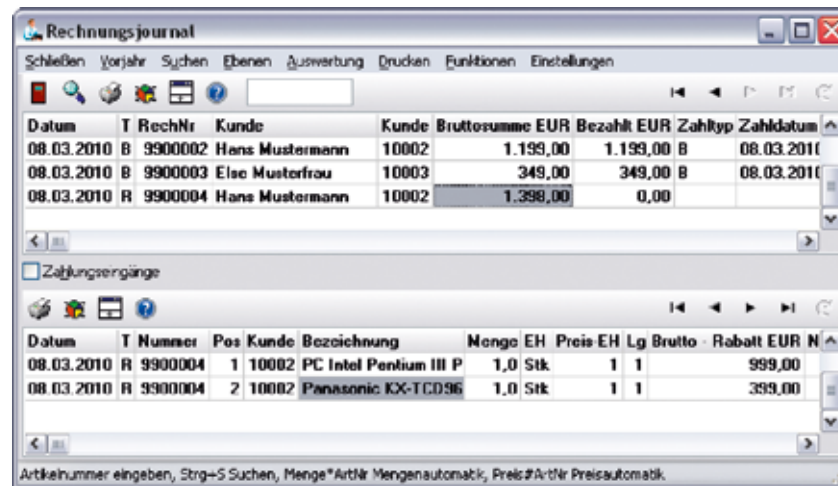 Rechnungsjournal
Schließen Vorjahr Suchen Ebenen Auswertung Drucken Funktionen Einstellungen
Datum T RechNr Kunde Kunde Bruttosumme EUR Bezahlt EUR Zahltyp Zahldatum
08.03.2010 B 9900002 Hans Mustermann 10002 1.199,00 1.199,00 B 08.03.2010
08.03.2010 B 9900003 Else Musterfrau 10003 349,00 349,00 B 08.03.2010
08.03.2010 R 9900004 Hans Mustermann 10002 1.398,00 0,00
Zahlungseingänge
Datum T Nummer Pos Kunde Bezeichnung Menge EH Preis-EH Lg Brutto - Rabatt EUR N
08.03.2010 R 9900004 1 10002 PC Intel Pentium III P 1,0 Stk 1 1 999,00
08.03.2010 R 9900004 2 10002 Panasonic KX-TCD96 1,0 Stk 1 1 399,00
Artikelnummer eingeben, Strg+S Suchen, Menge*ArtNr Mengenautomatik, Preis#ArtNr Preisautomatik